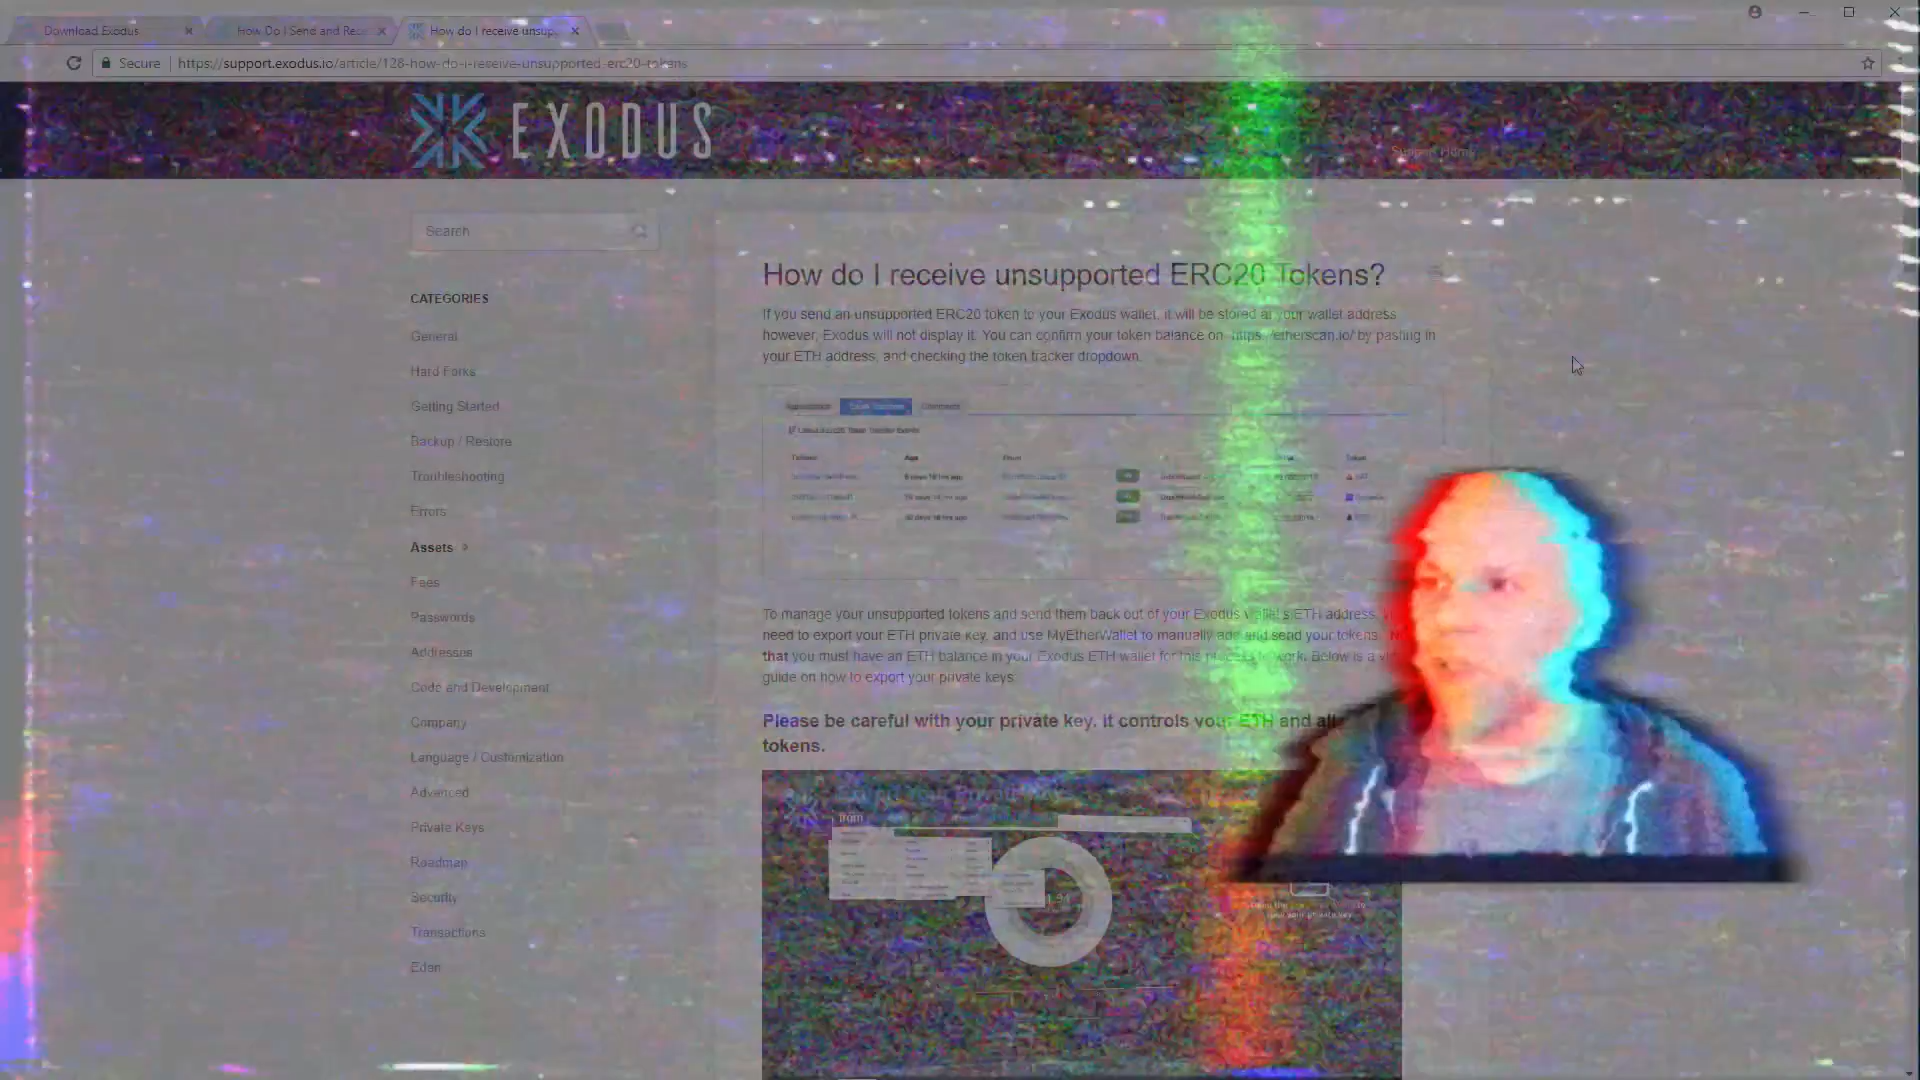 Download Exodus
How Do I Send and Rece
How do I receive unsup
Secure
https://support.exodus.io/article/128-how-do-i-receive-unsupported-erc20-tokens
EXODUS
Support Home
Search
CATEGORIES
General
Hard Forks
Getting Started
Backup / Restore
Troubleshooting
Errors
Assets
Fees
Passwords
Addresses
Code and Development
Company
Language / Customization
Advanced
Private Keys
Roadmap
Security
Transactions
Eden
How do I receive unsupported ERC20 Tokens?
If you send an unsupported ERC20 token to your Exodus wallet, it will be stored at your wallet address
however, Exodus will not display it. You can confirm your token balance on https://etherscan.io/ by pasting in
your ETH address, and checking the token tracker dropdown.
Age
To manage your unsupported tokens and send them back out of your Exodus wallet's ETH address,
need to export your ETH private key, and use MyEtherWallet to manually add and send your tokens.
that you must have an ETH balance in your Exodus ETH wallet for this process to work. Below is a
guide on how to export your private keys:
Please be careful with your private key, it controls your ETH and all
tokens.
from